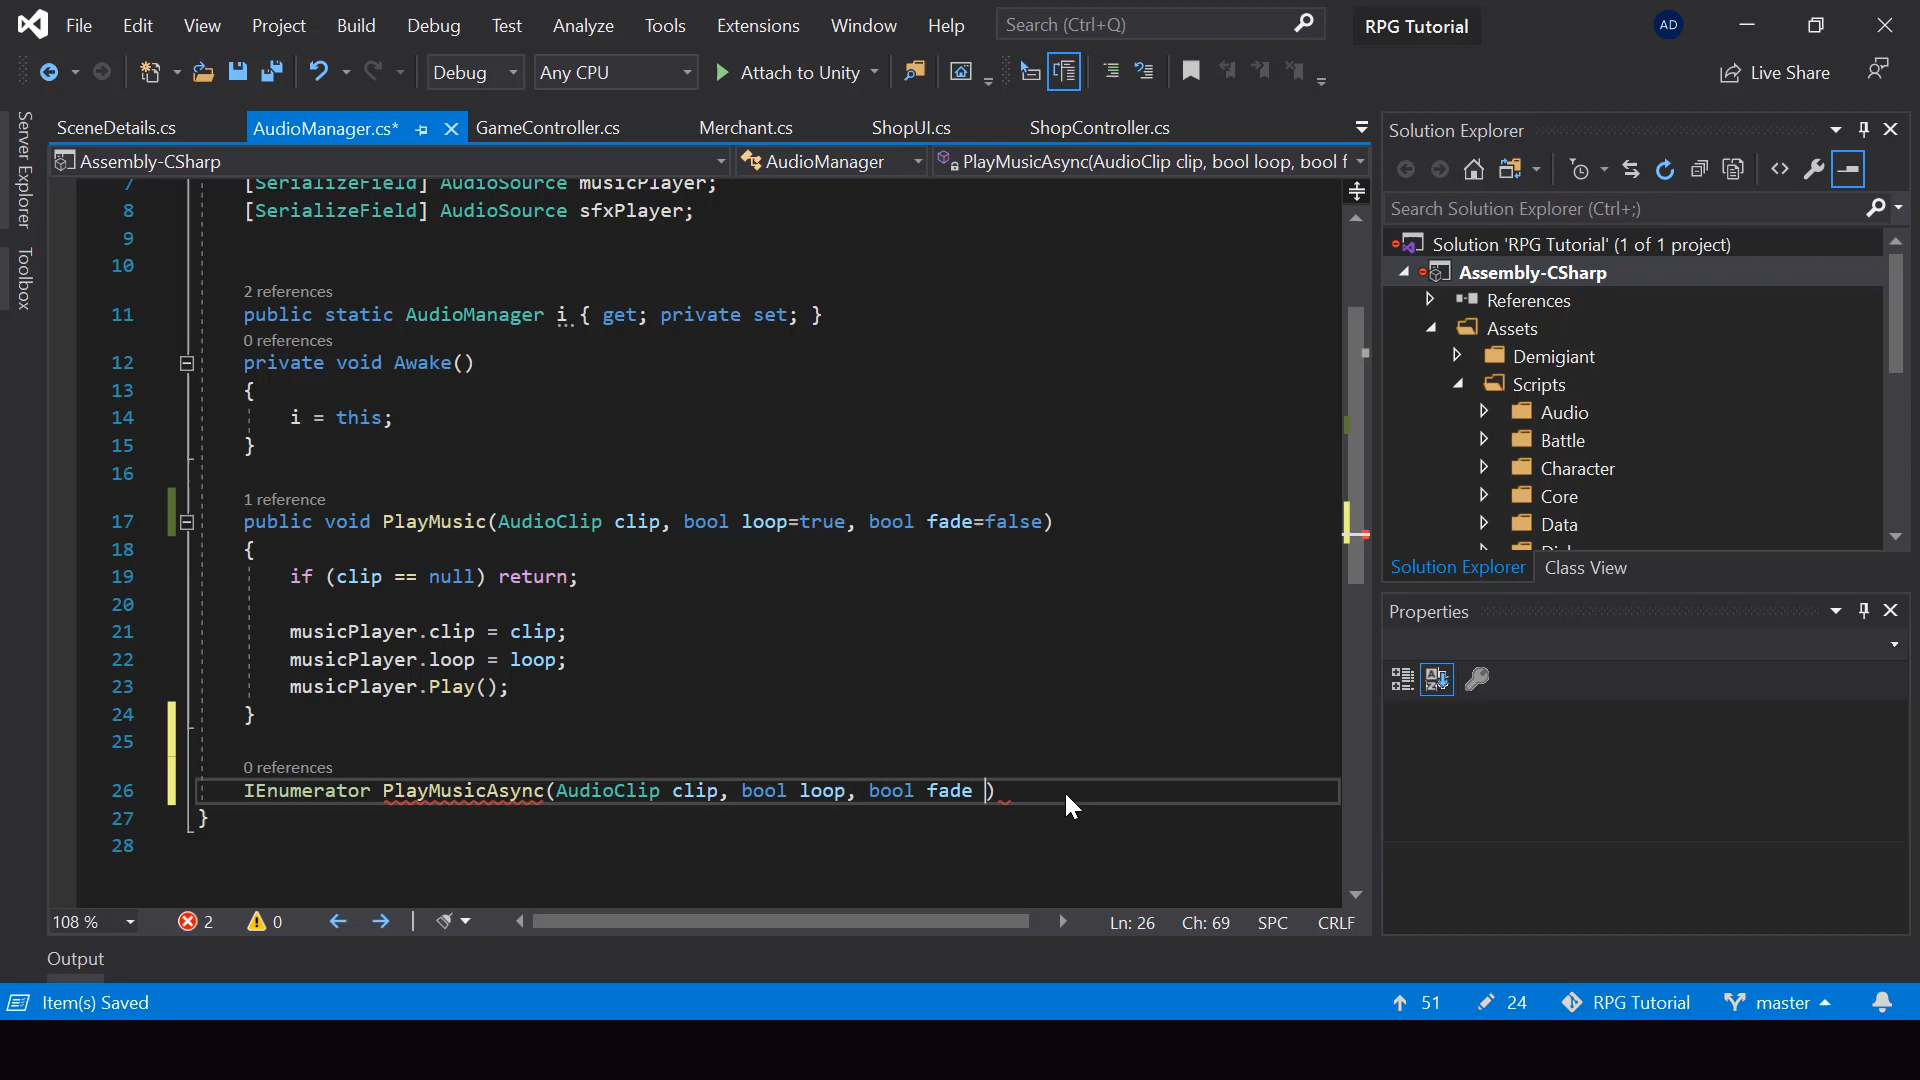 File Edit View Project Build Debug Test Analyze Tools Extensions Window Help Search (Ctrl+Q) RPG Tutorial AD
Debug Any CPU Attach to Unity Live Share
Server Explorer
Toolbox
SceneDetails.cs AudioManager.cs* GameController.cs Merchant.cs ShopUI.cs ShopController.cs
Assembly-CSharp AudioManager PlayMusicAsync(AudioClip clip, bool loop, bool f
7 [SerializeField] AudioSource musicPlayer;
8 [SerializeField] AudioSource sfxPlayer;
9
10
2 references
11 public static AudioManager i { get; private set; }
0 references
12 private void Awake()
13 {
14 i = this;
15 }
16
1 reference
17 public void PlayMusic(AudioClip clip, bool loop=true, bool fade=false)
18 {
19 if (clip == null) return;
20
21 musicPlayer.clip = clip;
22 musicPlayer.loop = loop;
23 musicPlayer.Play();
24 }
25
0 references
26 IEnumerator PlayMusicAsync(AudioClip clip, bool loop, bool fade )
27 }
28
108 % 2 0 Ln: 26 Ch: 69 SPC CRLF
Output
Solution Explorer
Search Solution Explorer (Ctrl+;)
Solution 'RPG Tutorial' (1 of 1 project)
Assembly-CSharp
References
Assets
Demigiant
Scripts
Audio
Battle
Character
Core
Data
Solution Explorer Class View
Properties
Item(s) Saved 51 24 RPG Tutorial master